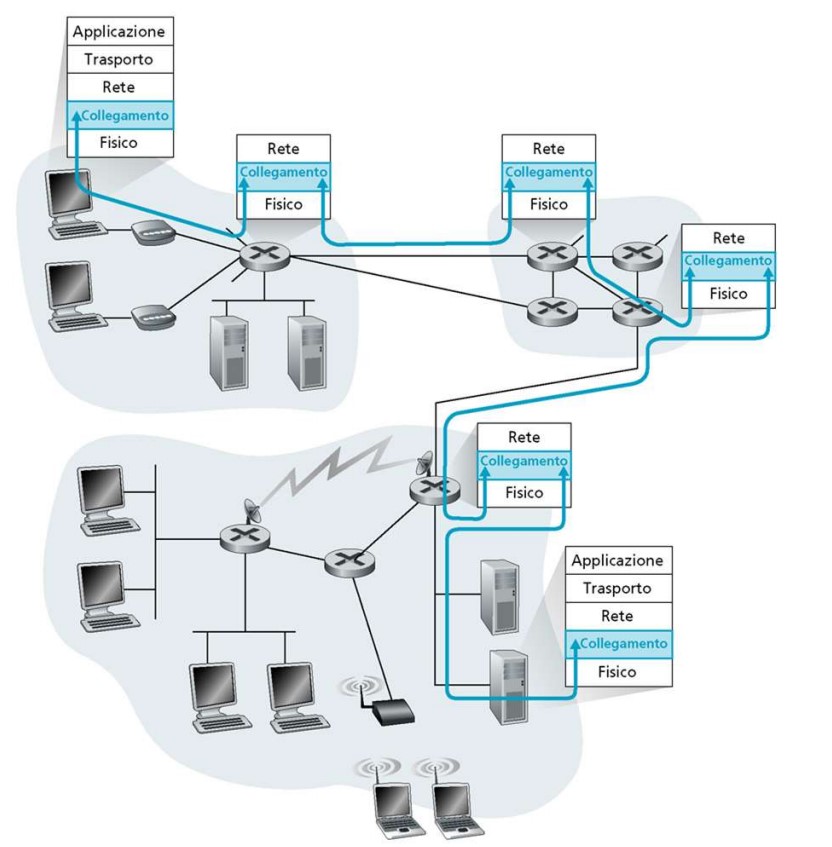 Applicazione
Trasporto
Rete
Collegamento
Fisico
Rete
Collegamento
Fisico
Rete
Collegamento
Fisico
Rete
Collegamento
Fisico
Rete
Collegamento
Fisico
Applicazione
Trasporto
Rete
Collegamento
Fisico